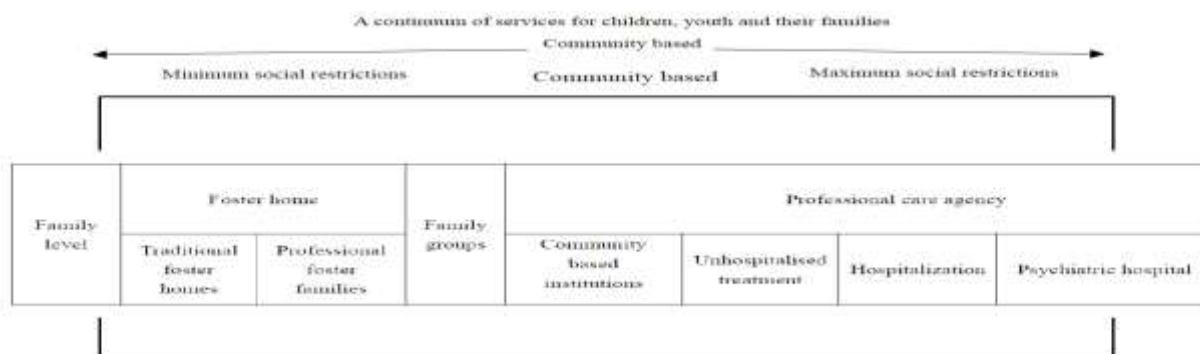 A continuum of services for children, youth and their families
Community based
Minimum social restrictions
Community based
Maximum social restrictions
Family
level
Foster home
Traditional
foster
homes
Professional
foster
families
Family
groups
Professional care agency
Community
based
institutions
Unhospitalised
treatment
Hospitalization
Psychiatric hospital